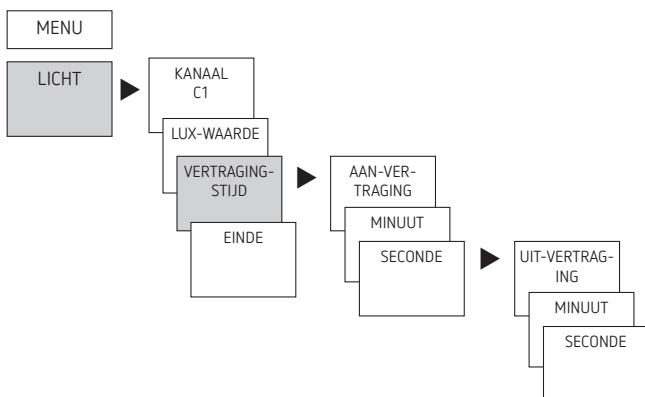 MENU
LICHT
KANAAL
C1
LUX-WAARDE
VERTRAGING-
STIJD
EINDE
AAN-VER-
TRAGING
MINUUT
SECONDE
UIT-VERTRAG-
ING
MINUUT
SECONDE